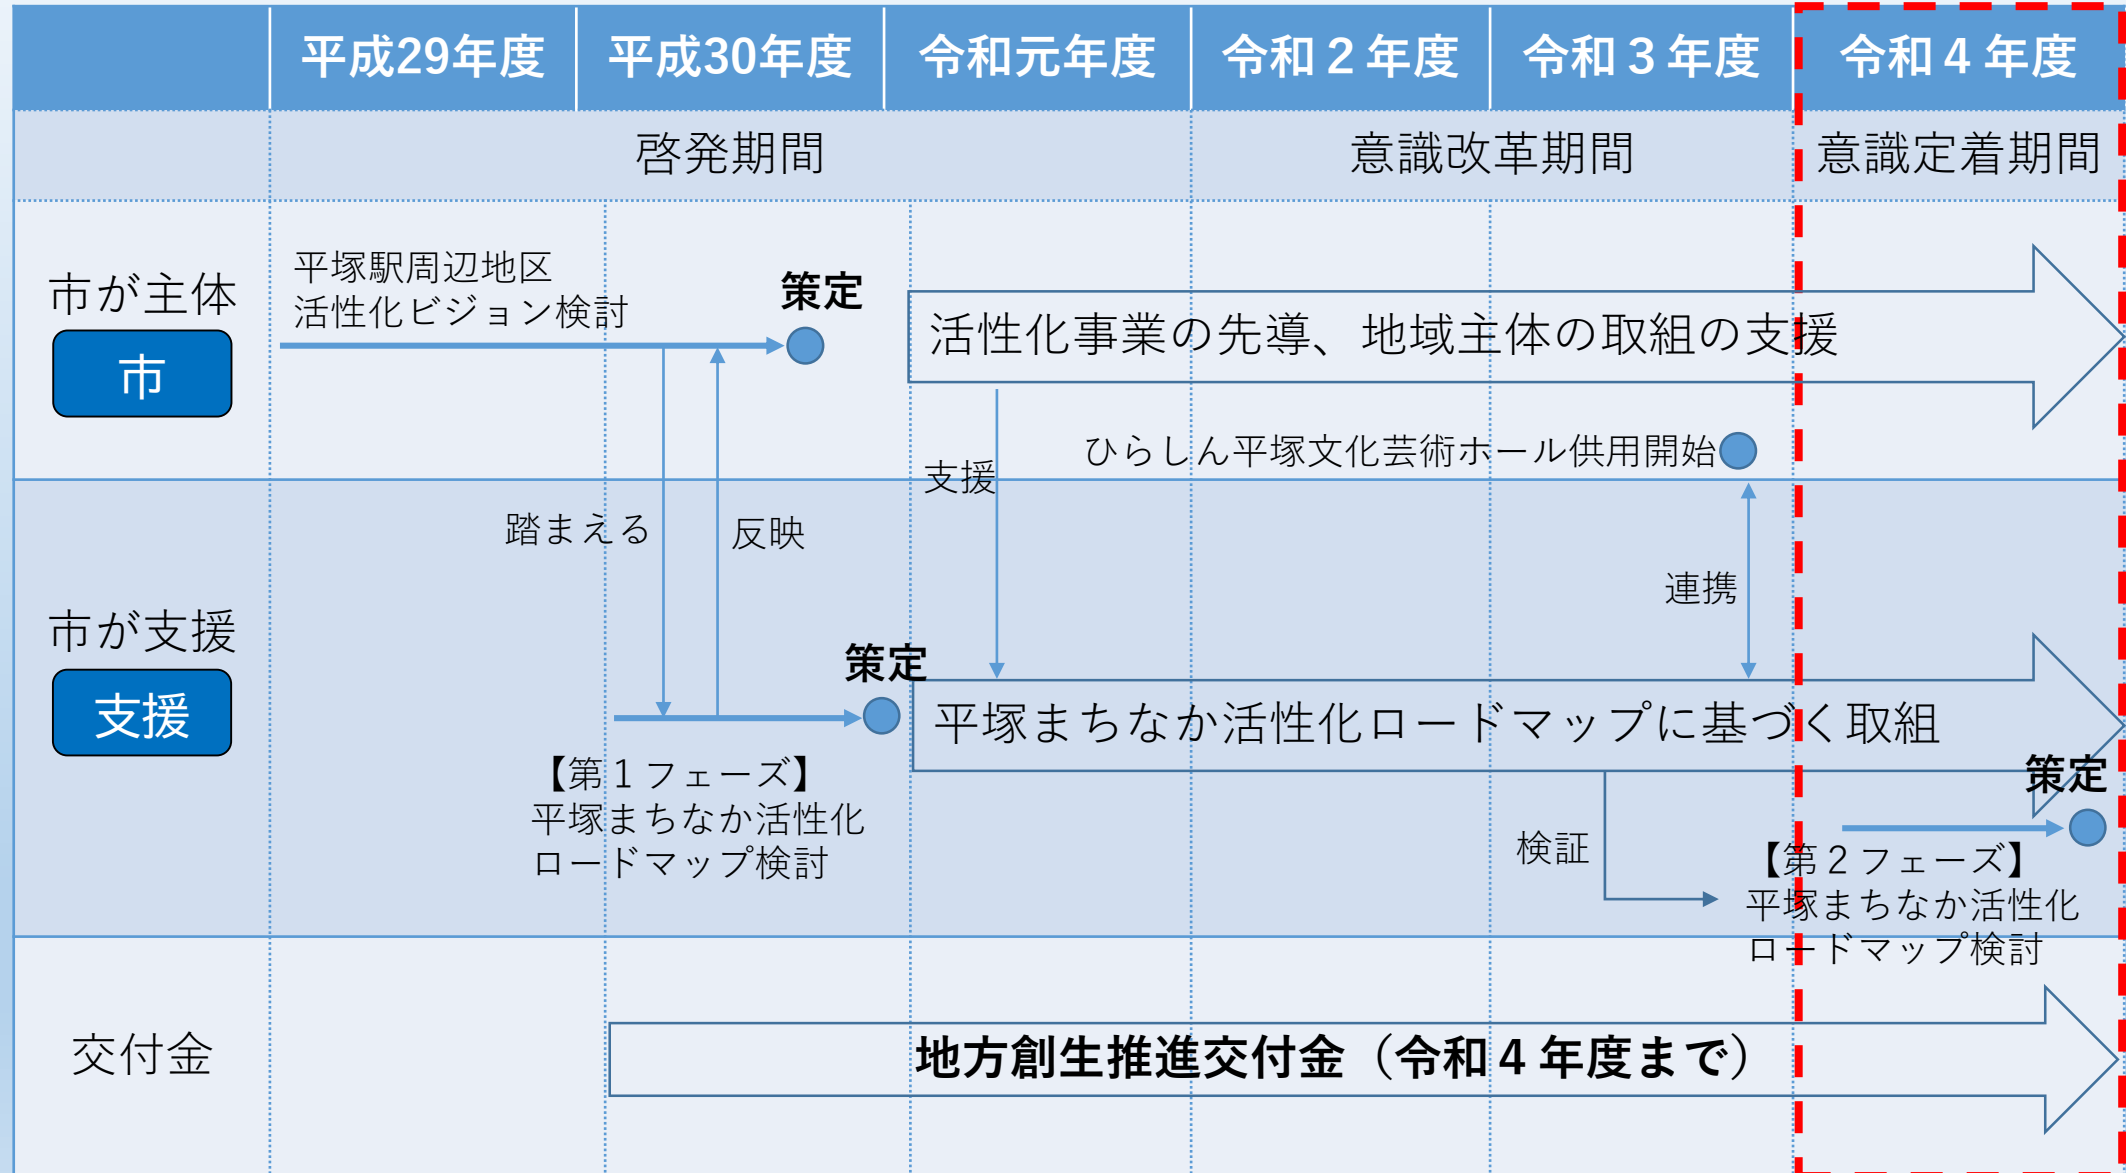 平成29年度
平成30年度
令和元年度
令和２年度
令和３年度
令和４年度
啓発期間
意識改革期間
意識定着期間
市が主体
市
平塚駅周辺地区
活性化ビジョン検討
策定
活性化事業の先導、地域主体の取組の支援
ひらしん平塚文化芸術ホール供用開始
支援
踏まえる
反映
連携
市が支援
支援
策定
平塚まちなか活性化ロードマップに基づく取組
【第１フェーズ】
平塚まちなか活性化
ロードマップ検討
検証
策定
【第２フェーズ】
平塚まちなか活性化
ロードマップ検討
交付金
地方創生推進交付金（令和４年度まで）